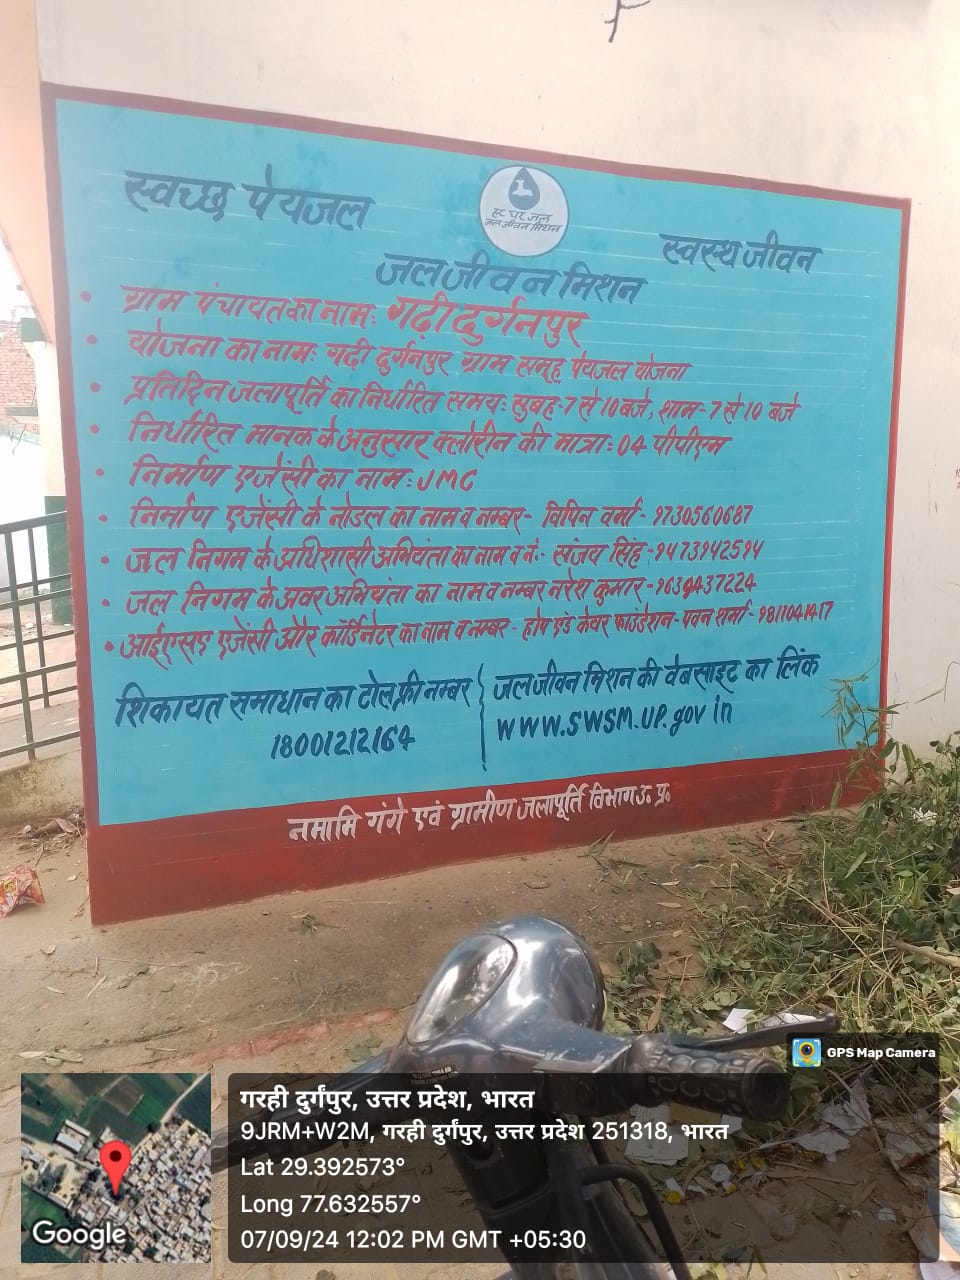 स्वच्छ पेयजल
हर घर जल
जल जीवन मिशन
स्वस्थ जीवन
जल जीवन मिशन
• ग्राम पंचायत का नामः गढ़ी दुर्गनपुर
• योजना का नामः गढ़ी दुर्गनपुर ग्राम समूह पेयजल योजना
• प्रतिदिन जलापूर्ति का निर्धारित समयः सुबह-7 से 10 बजे, शाम-7 से 10 बजे
• निर्धारित मानक के अनुसार क्लोरीन की मात्राः 04 पीपीएम
• निर्माण एजेंसी का नामः JMC
• निर्माण एजेंसी के नोडल का नाम व नम्बर- विपिन वर्मा- 9730560687
• जल निगम के अधिशासी अभियंता का नाम व नं:- संजय सिंह-9473942594
• जल निगम के अवर अभियंता का नाम व नम्बर नरेश कुमार-
• आईएसए एजेंसी और कॉर्डिनेटर का नाम व नम्बर - होप एंड केयर फाउंडेशन- पवन शर्मा- 9811041417
शिकायत समाधान का टोल फ्री नम्बर
18001212164
जल जीवन मिशन की वेबसाइट का लिंक
www.SWSM.UP.gov in
नमामि गंगे एवं ग्रामीण जलापूर्ति विभाग उ० प्र०
GPS Map Camera
गरही दुर्गंपुर, उत्तर प्रदेश, भारत
9JRM+W2M, गरही दुर्गंपुर, उत्तर प्रदेश 251318, भारत
Lat 29.392573°
Long 77.632557°
07/09/24 12:02 PM GMT +05:30
Google